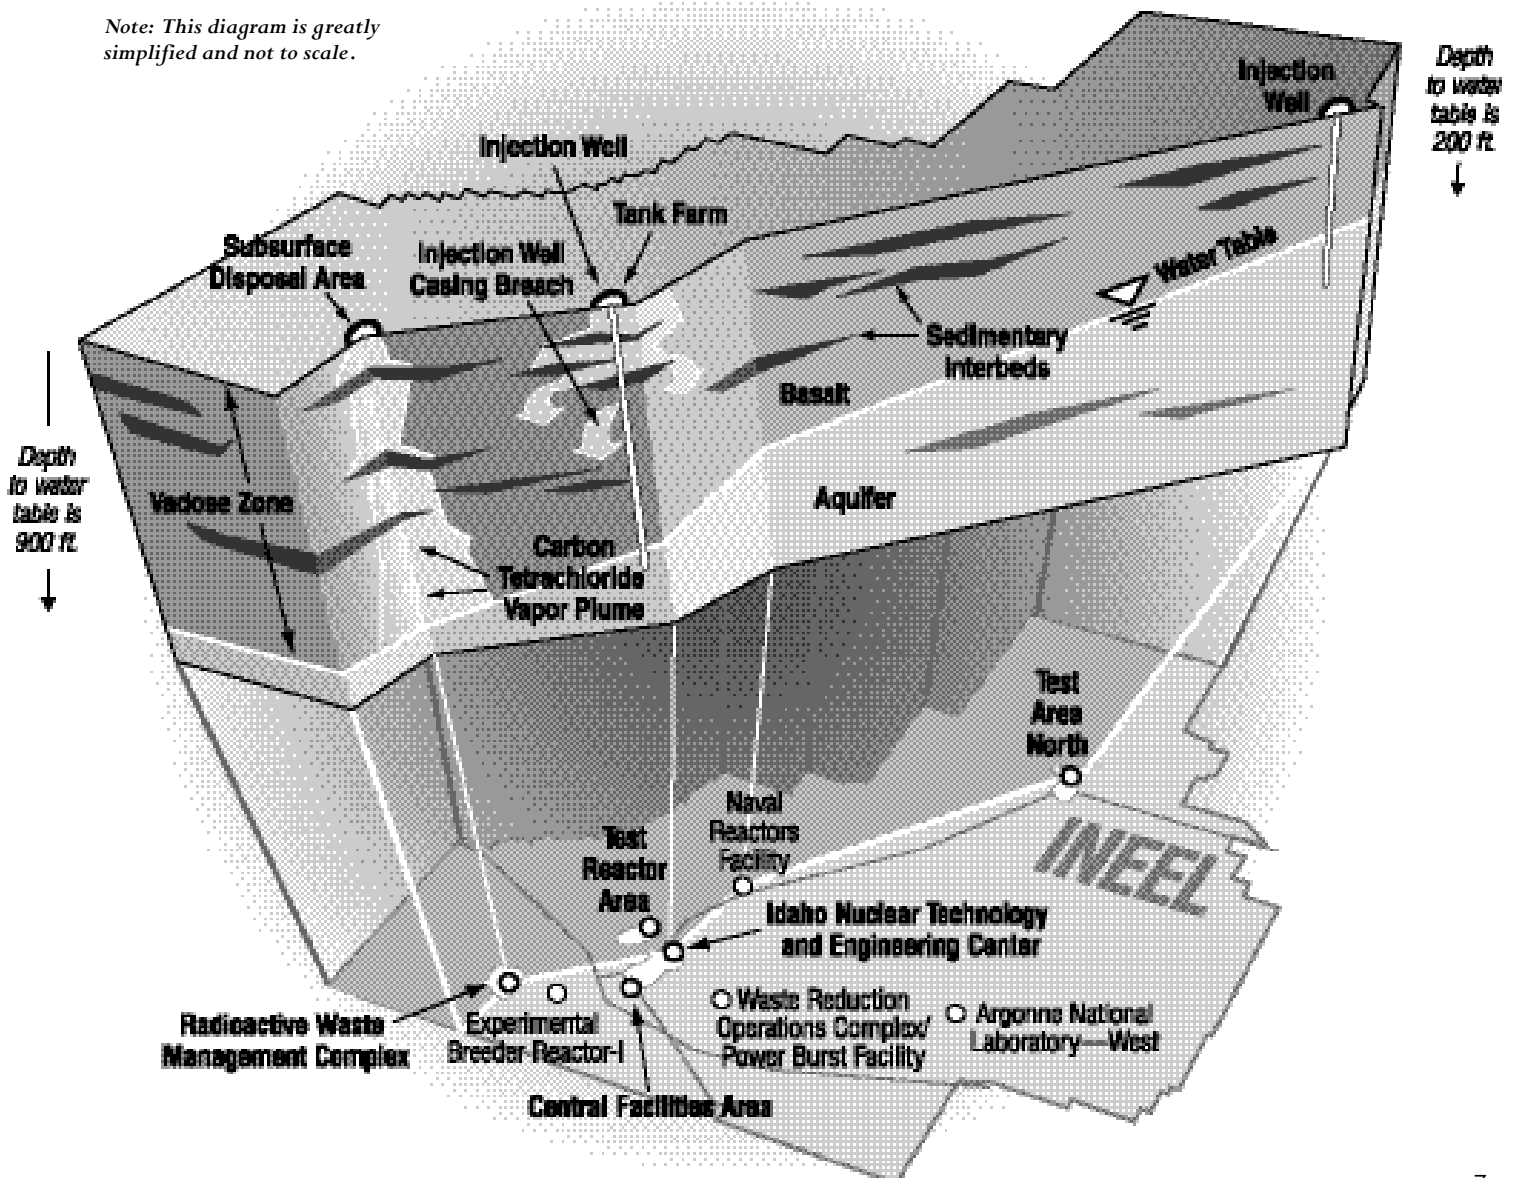 Note: This diagram is greatly
simplified and not to scale.
Depth
to water
table is
200 ft.
Injection
Well
Injection Well
Tank Farm
Subsurface
Disposal Area
Injection Well
Casing Breach
Water Table
Sedimentary
Interbeds
Basalt
Depth
to water
table is
900 ft.
Vadose Zone
Aquifer
Carbon
Tetrachloride
Vapor Plume
Test
Area
North
Naval
Reactors
Facility
Test
Reactor
Area
INEEL
Idaho Nuclear Technology
and Engineering Center
Radioactive Waste
Management Complex
Experimental
Breeder-Reactor-I
Waste Reduction
Operations Complex/
Power Burst Facility
Argonne National
Laboratory—West
Central Facilities Area